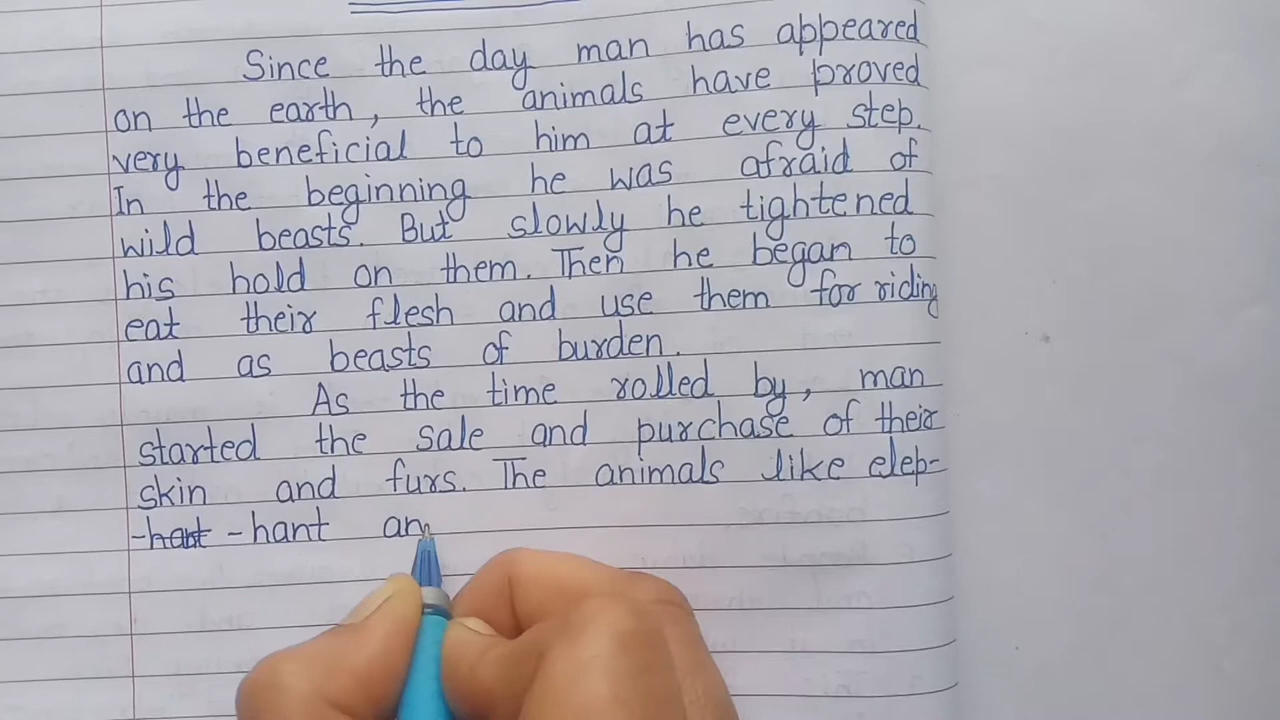 Since the day man has appeared
on the earth, the animals have proved
very beneficial to him at every step.
In the beginning he was afraid of
wild beasts. But slowly he tightened
his hold on them. Then he began to
eat their flesh and use them for riding
and as beasts of burden.
As the time rolled by, man
started the sale and purchase of their
skin and furs. The animals like elep-
-hant an